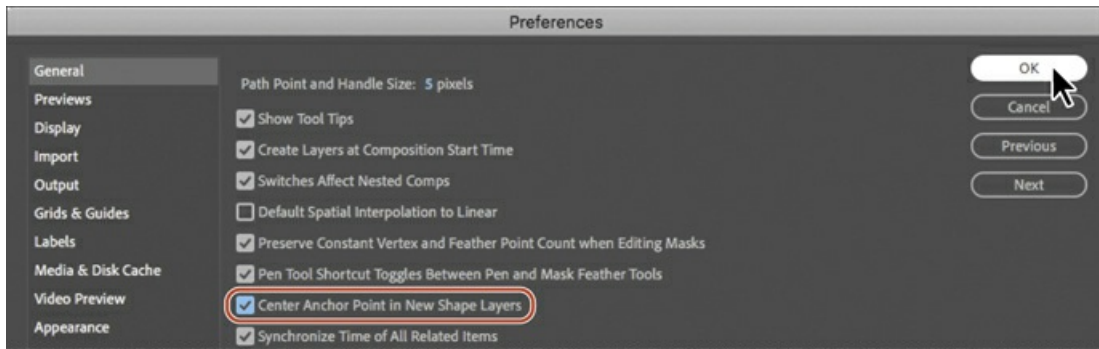 Preferences
General
Previews
Display
Import
Output
Grids & Guides
Labels
Media & Disk Cache
Video Preview
Appearance
Path Point and Handle Size: 5 pixels
Show Tool Tips
Create Layers at Composition Start Time
Switches Affect Nested Comps
Default Spatial Interpolation to Linear
Preserve Constant Vertex and Feather Point Count when Editing Masks
Pen Tool Shortcut Toggles Between Pen and Mask Feather Tools
Center Anchor Point in New Shape Layers
Synchronize Time of All Related Items
OK
Cancel
Previous
Next